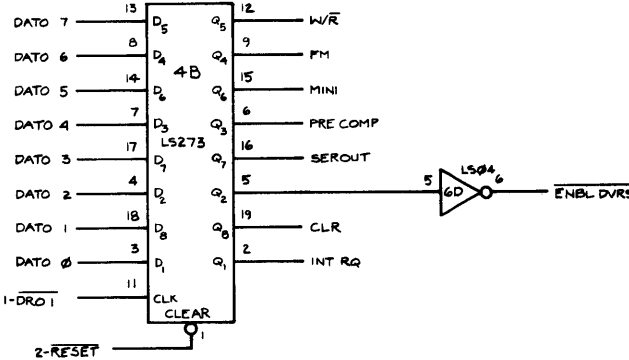 13 12
DATO 7 D5 Q5 W/R̅
8 9
DATO 6 D4 Q4 FM
4B
14 15
DATO 5 D6 Q6 MINI
7 6
DATO 4 D3 Q3 PRE COMP
LS273
17 16
DATO 3 D7 Q7 SEROUT
4 5 5 LSØ4 6
DATO 2 D2 Q2 6D ENBL DVRS
18 19
DATO 1 D8 Q8 CLR
3 2
DATO Ø D1 Q1 INT RQ
11
1-DRO1 CLK
CLEAR
1
2-RESET